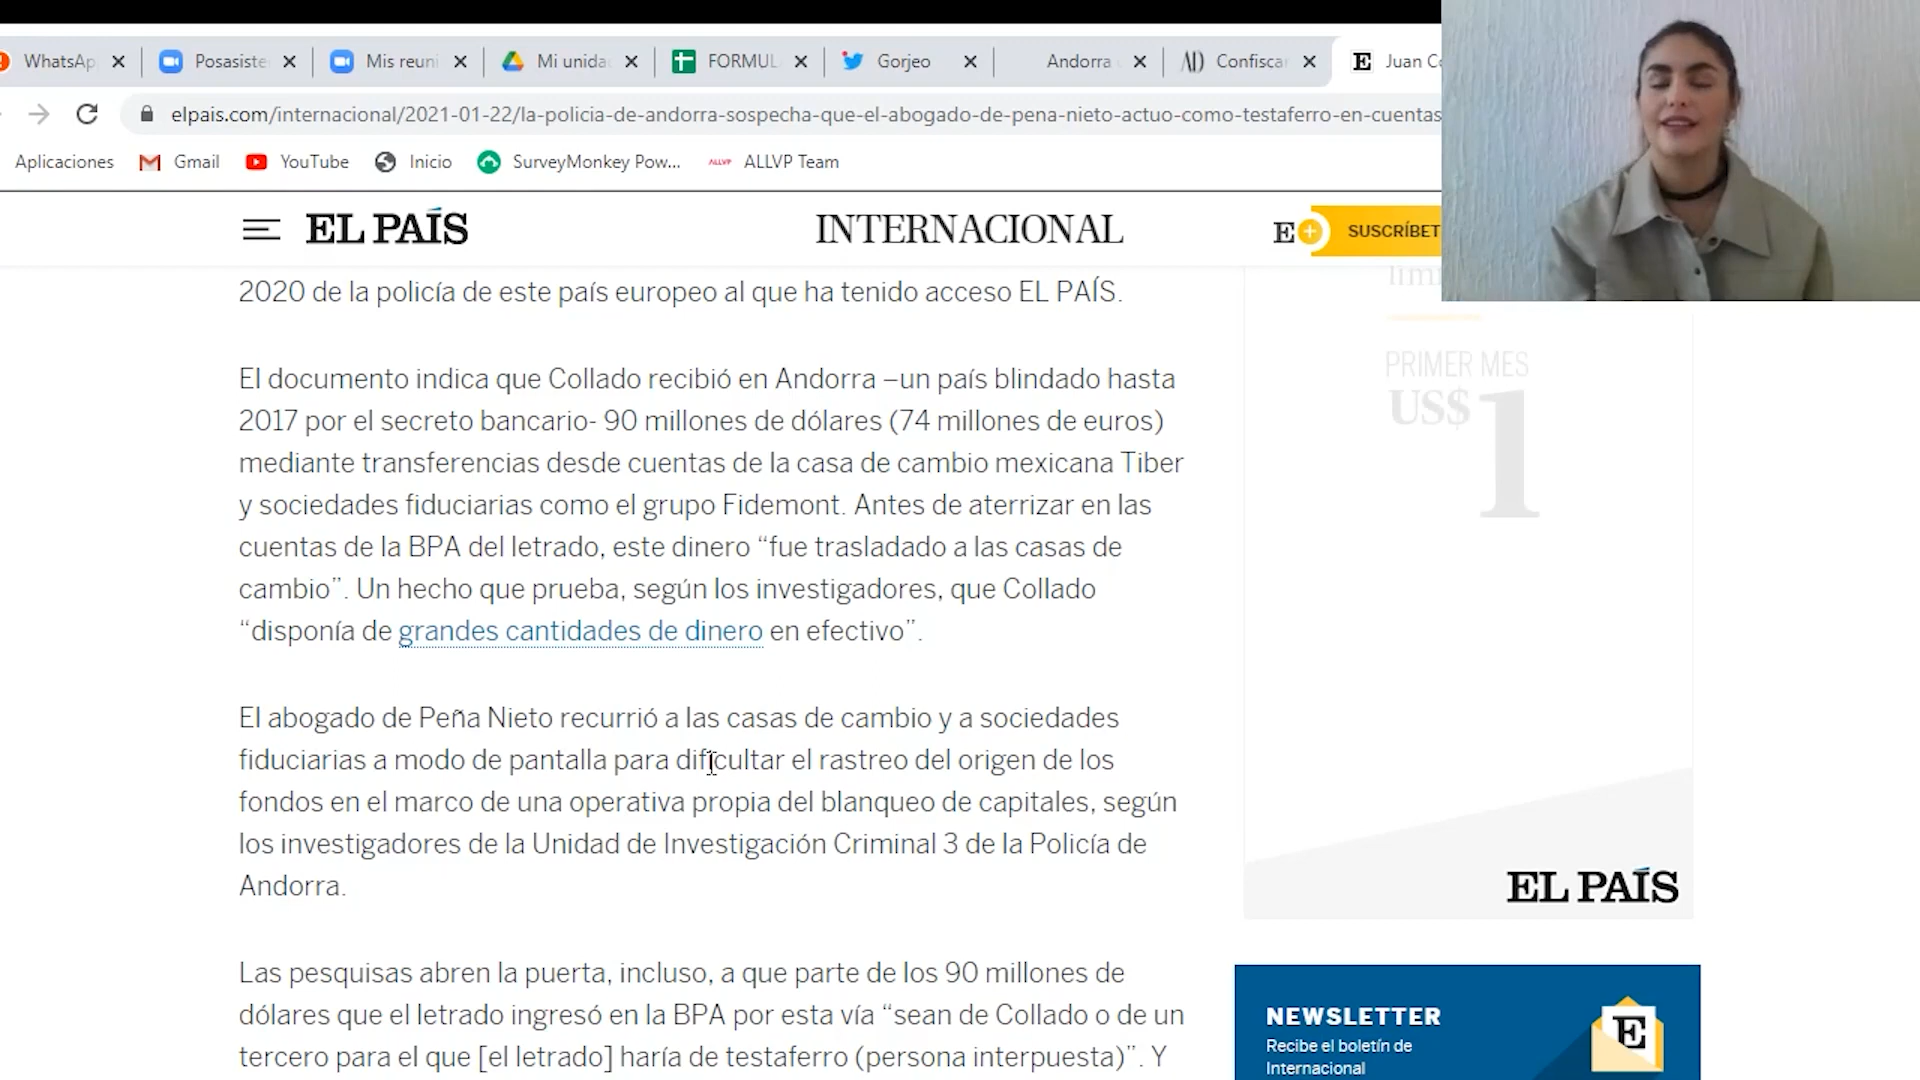 WhatsAp
Posasiste
Mis reuni
Mi unida
FORMUL
Gorjeo
Andorra
Confiscar
Juan Co
elpais.com/internacional/2021-01-22/la-policia-de-andorra-sospecha-que-el-abogado-de-pena-nieto-actuo-como-testaferro-en-cuentas
Aplicaciones
Gmail
YouTube
Inicio
SurveyMonkey Pow...
ALLVP
ALLVP Team
EL PAÍS
INTERNACIONAL
E+
SUSCRÍBET
2020 de la policía de este país europeo al que ha tenido acceso EL PAÍS.
El documento indica que Collado recibió en Andorra –un país blindado hasta
2017 por el secreto bancario- 90 millones de dólares (74 millones de euros)
mediante transferencias desde cuentas de la casa de cambio mexicana Tiber
y sociedades fiduciarias como el grupo Fidemont. Antes de aterrizar en las
cuentas de la BPA del letrado, este dinero “fue trasladado a las casas de
cambio”. Un hecho que prueba, según los investigadores, que Collado
“disponía de grandes cantidades de dinero en efectivo”.
El abogado de Peña Nieto recurrió a las casas de cambio y a sociedades
fiduciarias a modo de pantalla para dificultar el rastreo del origen de los
fondos en el marco de una operativa propia del blanqueo de capitales, según
los investigadores de la Unidad de Investigación Criminal 3 de la Policía de
Andorra.
Las pesquisas abren la puerta, incluso, a que parte de los 90 millones de
dólares que el letrado ingresó en la BPA por esta vía “sean de Collado o de un
tercero para el que [el letrado] haría de testaferro (persona interpuesta)”. Y
PRIMER MES
US$ 1
EL PAÍS
NEWSLETTER
Recibe el boletín de
Internacional
E